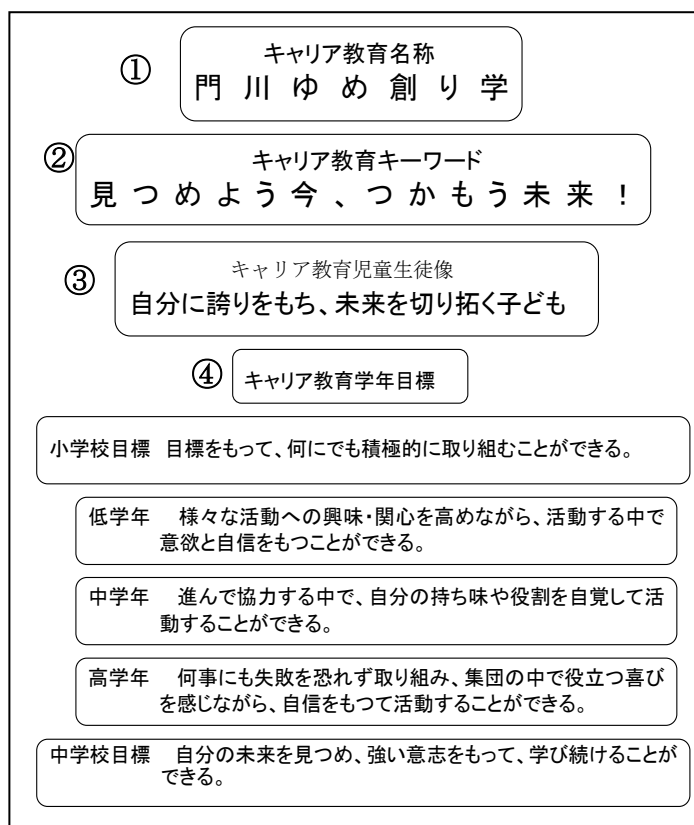 ①
キャリア教育名称
門川ゆめ創り学
②
キャリア教育キーワード
見つめよう今、つかもう未来!
③
キャリア教育児童生徒像
自分に誇りをもち、未来を切り拓く子ども
④
キャリア教育学年目標
小学校目標 目標をもって、何にでも積極的に取り組むことができる。
低学年 様々な活動への興味・関心を高めながら、活動する中で
意欲と自信をもつことができる。
中学年 進んで協力する中で、自分の持ち味や役割を自覚して活
動することができる。
高学年 何事にも失敗を恐れず取り組み、集団の中で役立つ喜び
を感じながら、自信をもつて活動することができる。
中学校目標 自分の未来を見つめ、強い意志をもって、学び続けることが
できる。